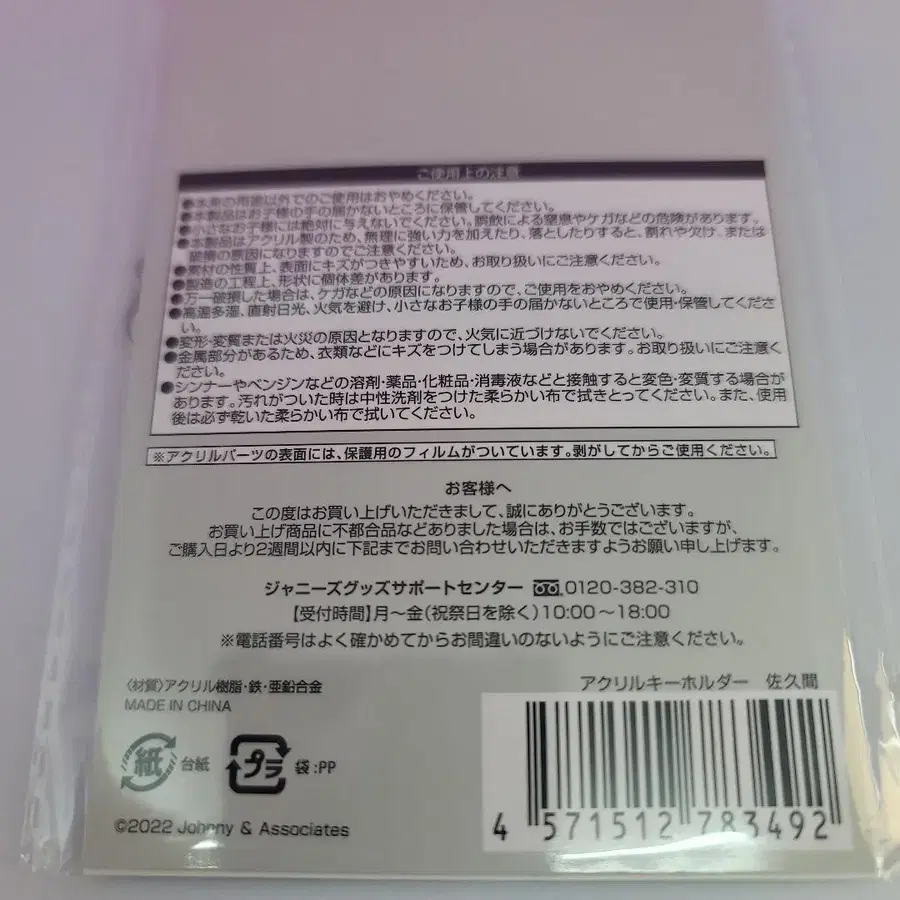 ご使用上の注意
●本来の用途以外でのご使用はおやめください。
●本製品はお子様の手の届かないところに保管してください。
●小さなお子様には絶対に与えないでください。誤飲による窒息やケガなどの危険があります。
●本製品はアクリル製のため、無理に強い力を加えたり、落としたりすると、割れや欠け、または
破損の原因になりますのでご注意ください。
●素材の性質上、表面にキズがつきやすいため、お取り扱いにご注意ください。
●製造の工程上、形状に個体差があります。
●万一破損した場合は、ケガなどの原因になりますので、ご使用をおやめください。
●高温多湿、直射日光、火気を避け、小さなお子様の手の届かないところで使用・保管してくださ
い。
●変形・変質または火災の原因となりますので、火気に近づけないでください。
●金属部分があるため、衣類などにキズをつけてしまう場合があります。お取り扱いにご注意く
ださい。
●シンナーやベンジンなどの溶剤・薬品・化粧品・消毒液などと接触すると変色・変質する場合が
あります。汚れがついた時は中性洗剤をつけた柔らかい布で拭きとってください。また、使用
後は必ず乾いた柔らかい布で拭いてください。
※アクリルパーツの表面には、保護用のフィルムがついています。剥がしてからご使用ください。
お客様へ
この度はお買い上げいただきまして、誠にありがとうございます。
お買い上げ商品に不都合品などありました場合は、お手数ではございますが、
ご購入日より2週間以内に下記までお問い合わせいただきますようお願い申し上げます。
ジャニーズグッズサポートセンター 0120-382-310
【受付時間】月〜金(祝祭日を除く)10:00〜18:00
※電話番号はよく確かめてからお間違いのないようにご注意ください。
〈材質〉アクリル樹脂・鉄・亜鉛合金
MADE IN CHINA
アクリルキーホルダー 佐久間
紙 台紙 プラ 袋:PP
©2022 Johnny & Associates
4 571512 783492